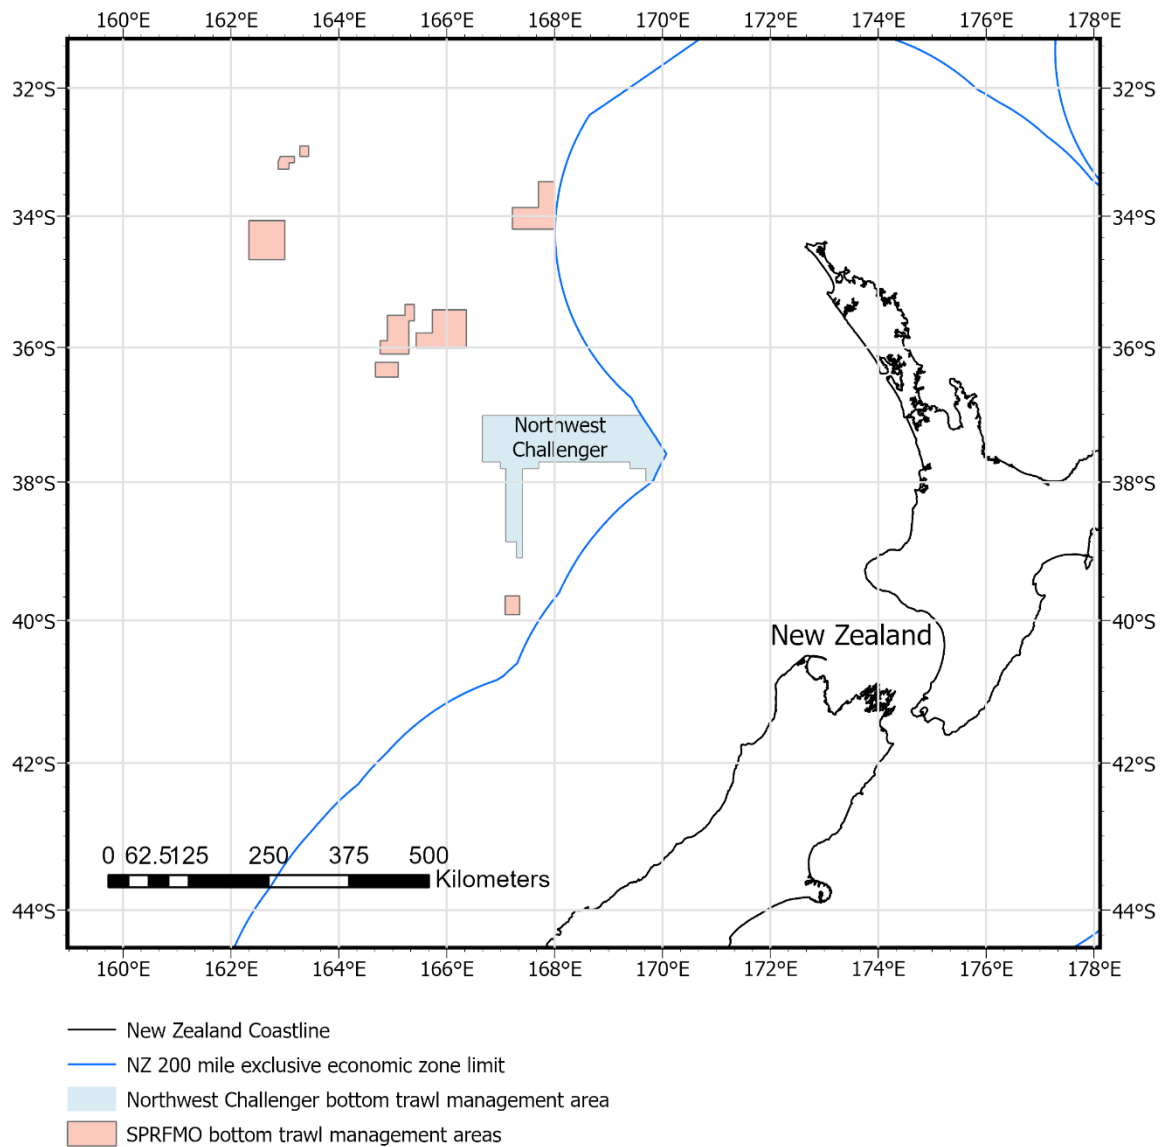 160°E 162°E 164°E 166°E 168°E 170°E 172°E 174°E 176°E 178°E
32°S 32°S
34°S 34°S
36°S 36°S
Northwest
Challenger
38°S 38°S
40°S 40°S
New Zealand
42°S 42°S
0 62.5 125 250 375 500
Kilometers
44°S 44°S
160°E 162°E 164°E 166°E 168°E 170°E 172°E 174°E 176°E 178°E
New Zealand Coastline
NZ 200 mile exclusive economic zone limit
Northwest Challenger bottom trawl management area
SPRFMO bottom trawl management areas